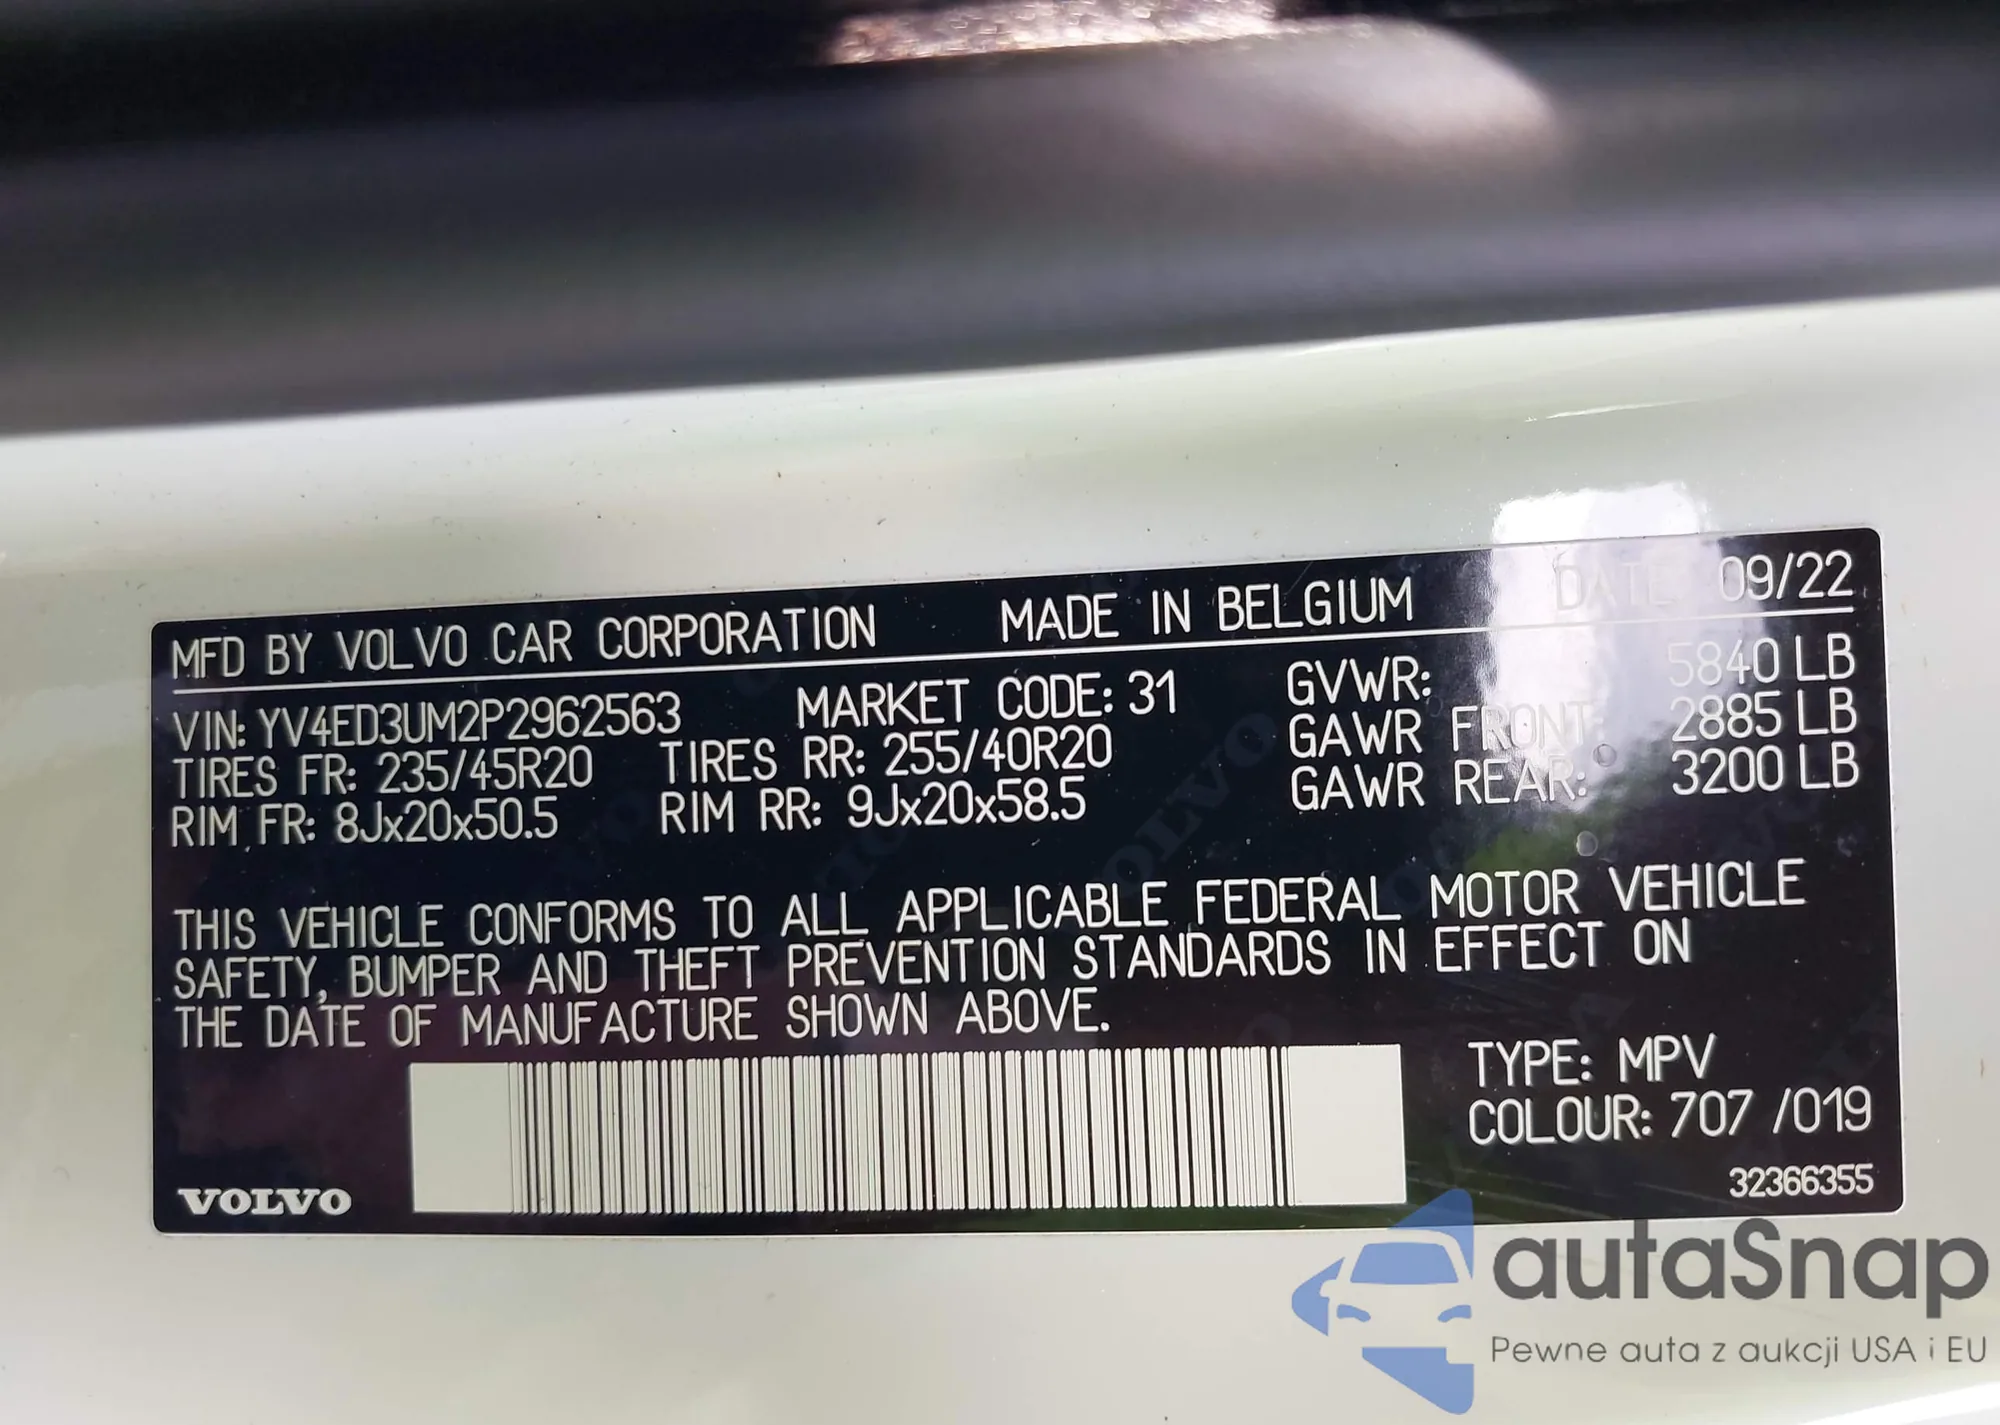 MFD BY VOLVO CAR CORPORATION MADE IN BELGIUM DATE 09/22
VIN: YV4ED3UM2P2962563 MARKET CODE: 31 GVWR: 5840 LB
TIRES FR: 235/45R20 TIRES RR: 255/40R20 GAWR FRONT: 2885 LB
RIM FR: 8Jx20x50.5 RIM RR: 9Jx20x58.5 GAWR REAR: 3200 LB
THIS VEHICLE CONFORMS TO ALL APPLICABLE FEDERAL MOTOR VEHICLE
SAFETY, BUMPER AND THEFT PREVENTION STANDARDS IN EFFECT ON
THE DATE OF MANUFACTURE SHOWN ABOVE.
TYPE: MPV
COLOUR: 707 /019
32366355
VOLVO
autaSnap
Pewne auta z aukcji USA i EU